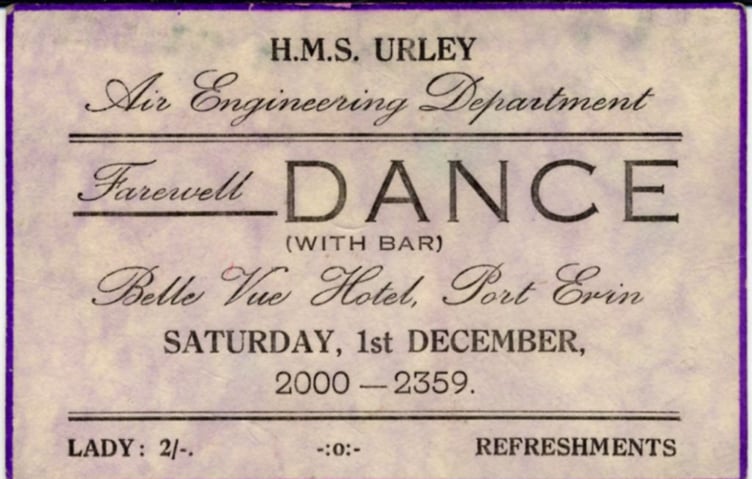 H.M.S. URLEY
Air Engineering Department
Farewell DANCE
(WITH BAR)
Belle Vue Hotel, Port Erin
SATURDAY, 1st DECEMBER,
2000 — 2359.
LADY: 2/-. -:o:- REFRESHMENTS